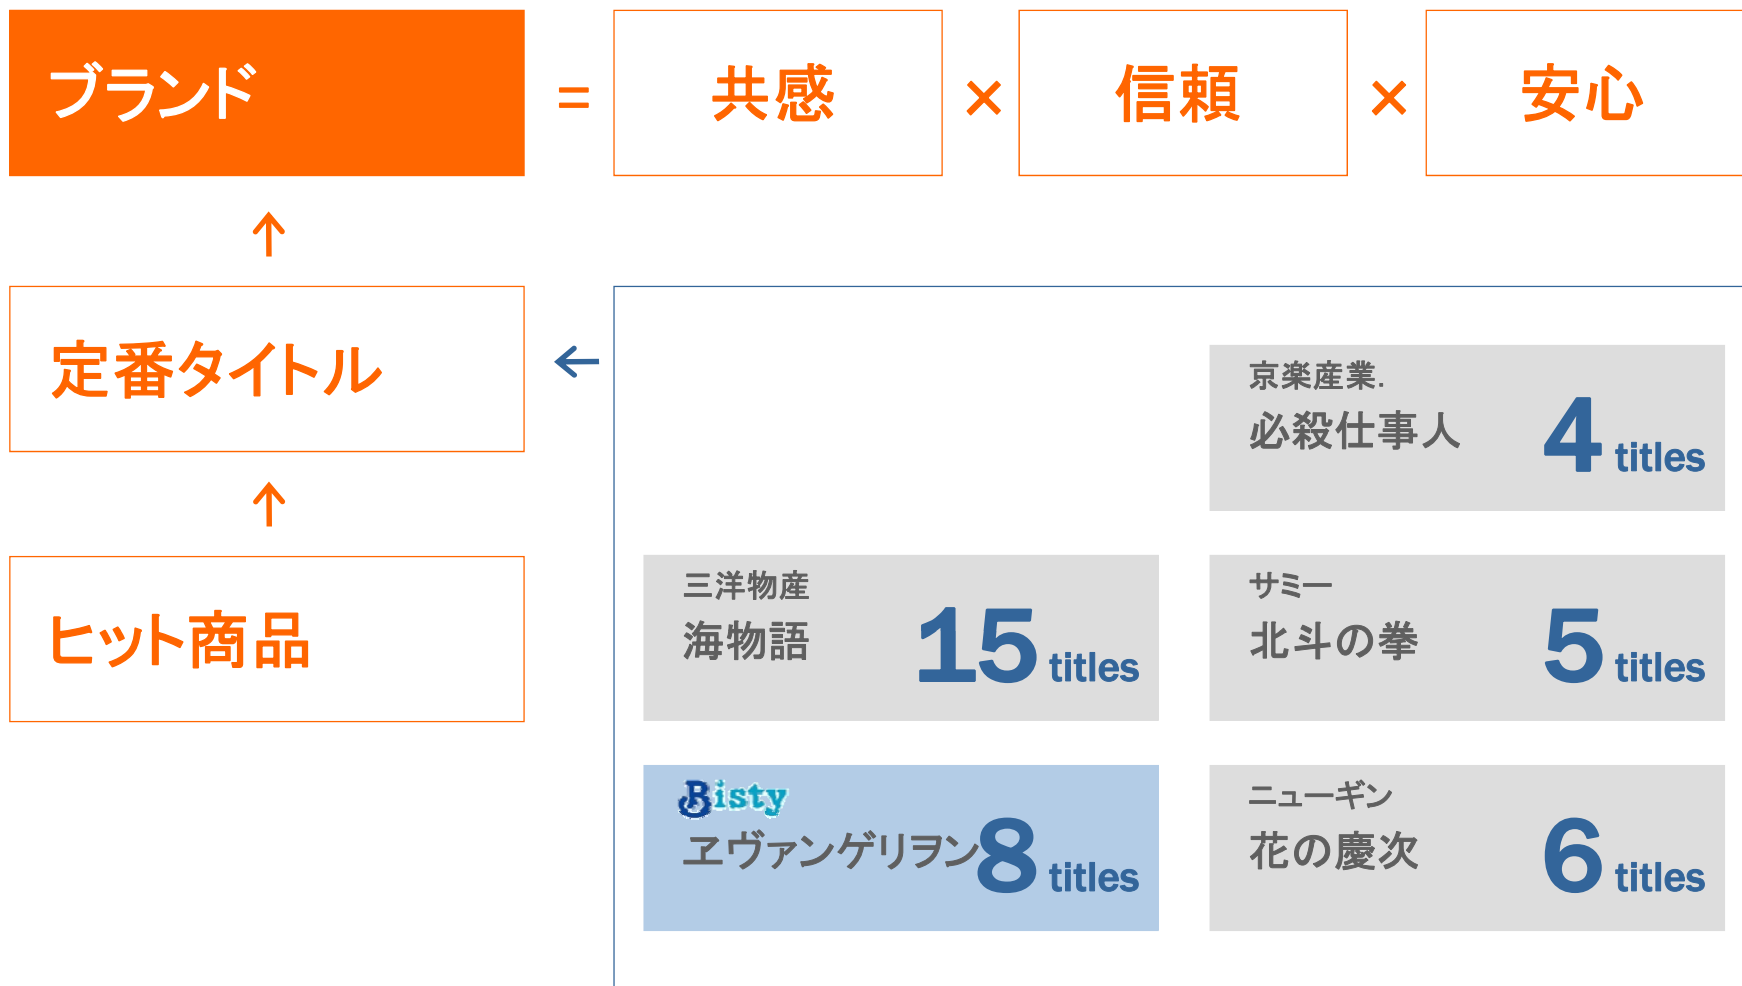 ブランド = 共感 × 信頼 × 安心
↑
定番タイトル ←
↑
ヒット商品
京楽産業.
必殺仕事人 4 titles
三洋物産
海物語 15 titles
サミー
北斗の拳 5 titles
Bisty
ヱヴァンゲリヲン 8 titles
ニューギン
花の慶次 6 titles